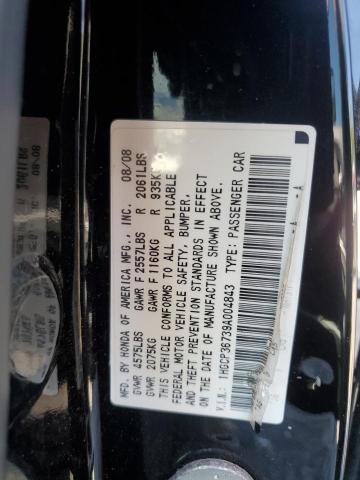 MFD. BY HONDA OF AMERICA MFG., INC. 08/08
GVWR 4575LBS GAWR F 2557LBS R 2061LBS
GVWR 2075KG GAWR F 1160KG R 935KG
THIS VEHICLE CONFORMS TO ALL APPLICABLE
FEDERAL MOTOR VEHICLE SAFETY, BUMPER,
AND THEFT PREVENTION STANDARDS IN EFFECT
ON THE DATE OF MANUFACTURE SHOWN ABOVE.
V.I.N.: 1HGCP36739A004843 TYPE: PASSENGER CAR